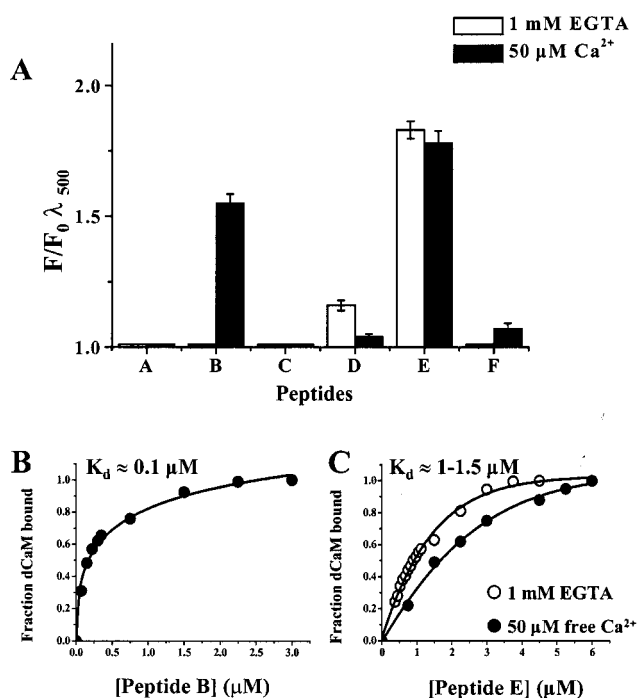 1 mM EGTA
50 μM Ca²⁺
A
2.0
1.5
1.0
F/F₀ λ ₅₀₀
A B C D E F
Peptides
B
K_d ≈ 0.1 μM
1.0
0.8
0.6
0.4
0.2
0.0
Fraction dCaM bound
0.0 0.5 1.0 1.5 2.0 2.5 3.0
[Peptide B] (μM)
C
K_d ≈ 1-1.5 μM
1.0
0.8
0.6
0.4
0.2
0.0
Fraction dCaM bound
1 mM EGTA
50 μM free Ca²⁺
0 1 2 3 4 5 6
[Peptide E] (μM)